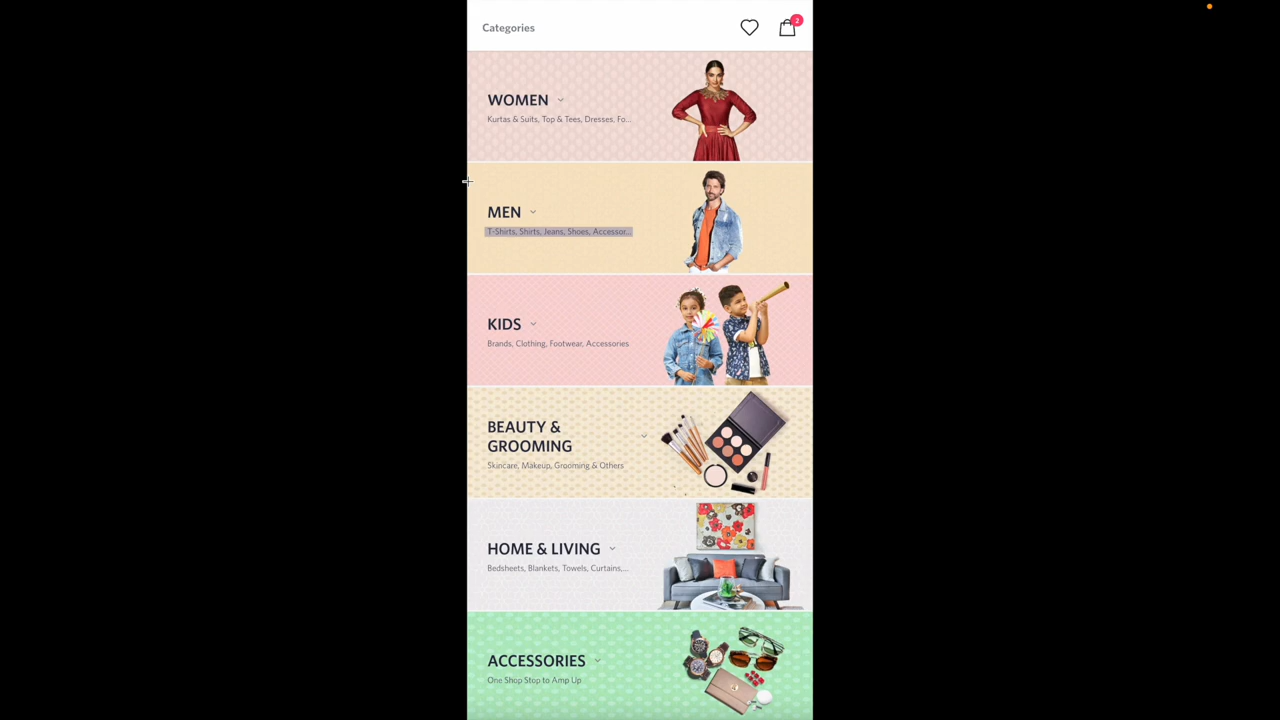 Categories
2
WOMEN
Kurtas & Suits, Top & Tees, Dresses, Fo...
MEN
T-Shirts, Shirts, Jeans, Shoes, Accessor...
KIDS
Brands, Clothing, Footwear, Accessories
BEAUTY &
GROOMING
Skincare, Makeup, Grooming & Others
HOME & LIVING
Bedsheets, Blankets, Towels, Curtains,...
ACCESSORIES
One Shop Stop to Amp Up